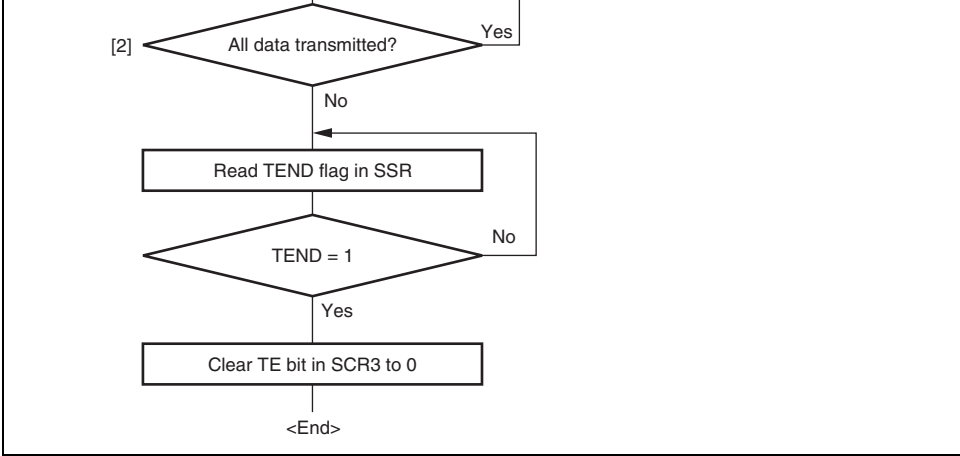 Yes
[2] All data transmitted?
No
Read TEND flag in SSR
No
TEND = 1
Yes
Clear TE bit in SCR3 to 0
<End>